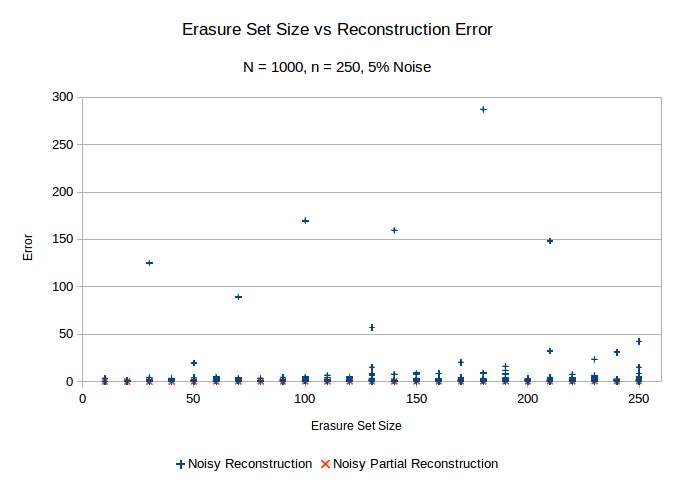 Erasure Set Size vs Reconstruction Error
N = 1000, n = 250, 5% Noise
300
250
200
150
100
50
0
Error
0 50 100 150 200 250
Erasure Set Size
Noisy Reconstruction Noisy Partial Reconstruction